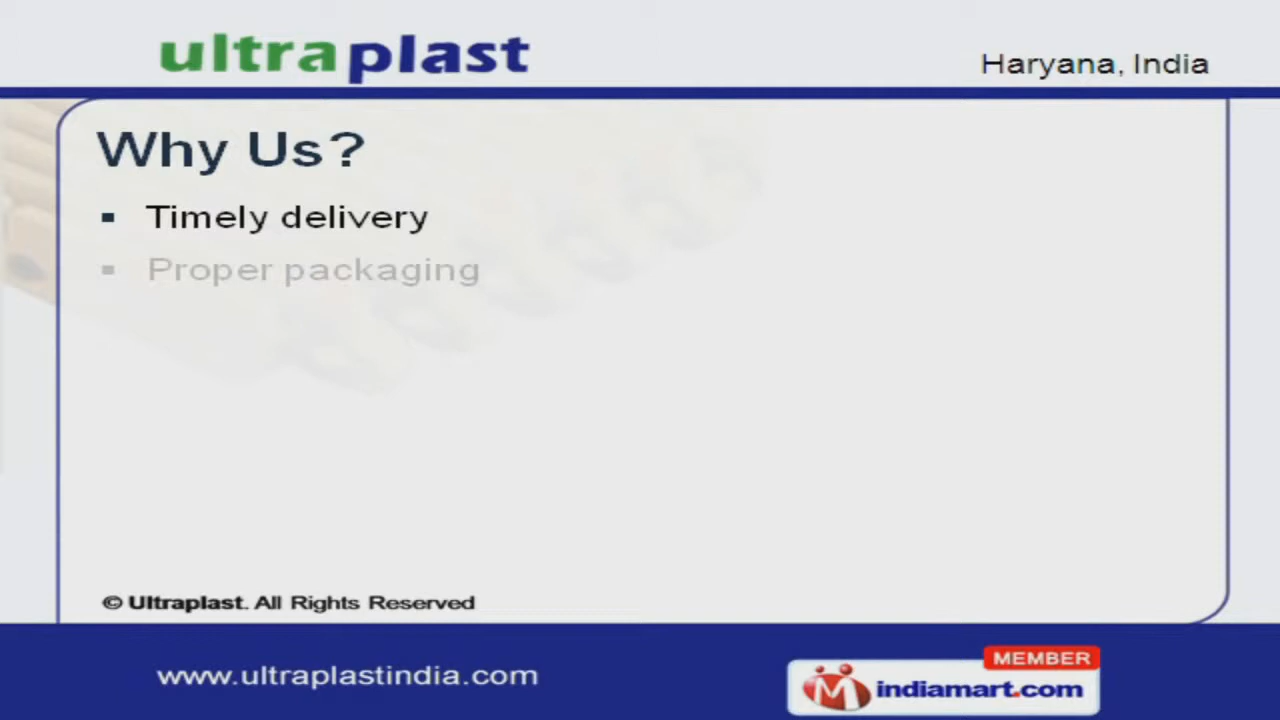 ultraplast
Haryana, India
Why Us?
▪ Timely delivery
▪ Proper packaging
© Ultraplast. All Rights Reserved
www.ultraplastindia.com
MEMBER
indiamart.com